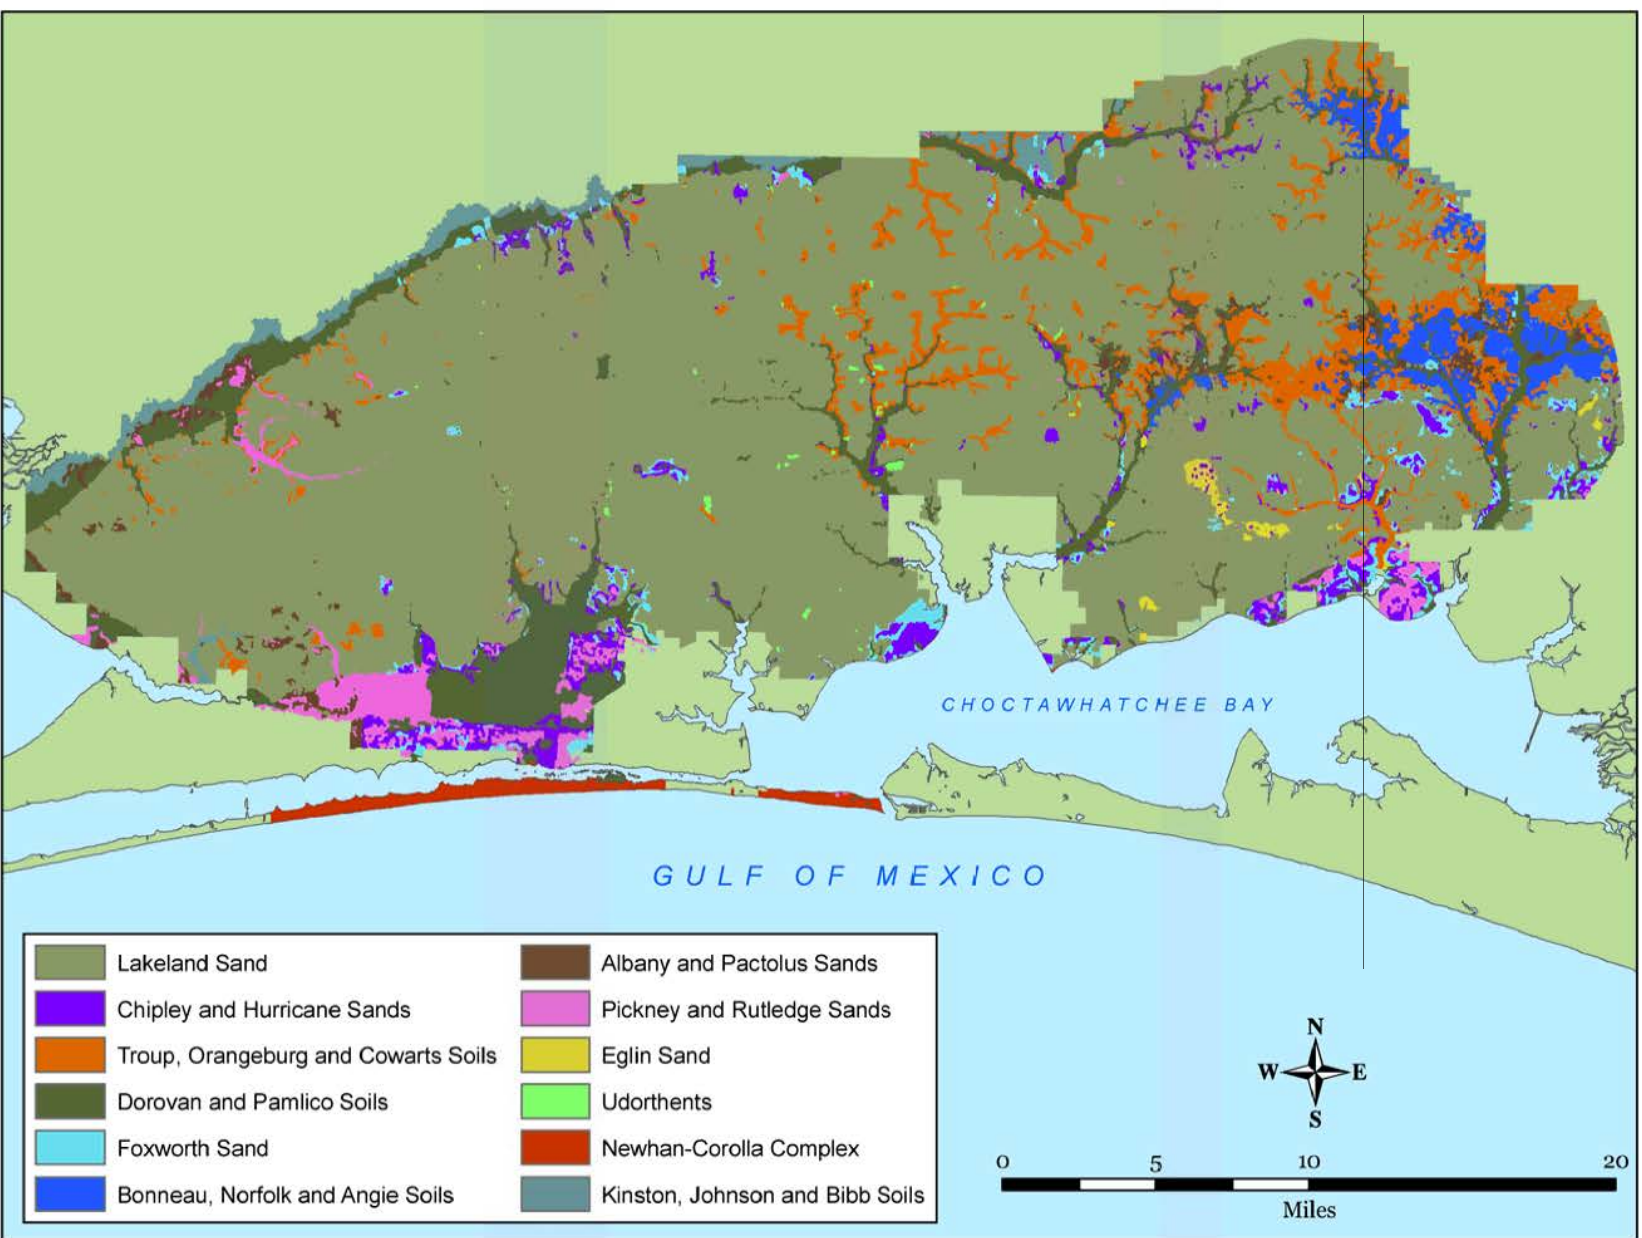 CHOCTAWHATCHEE BAY
GULF OF MEXICO
Lakeland Sand
Chipley and Hurricane Sands
Troup, Orangeburg and Cowarts Soils
Dorovan and Pamlico Soils
Foxworth Sand
Bonneau, Norfolk and Angie Soils
Albany and Pactolus Sands
Pickney and Rutledge Sands
Eglin Sand
Udorthents
Newhan-Corolla Complex
Kinston, Johnson and Bibb Soils
N
W E
S
0 5 10 20
Miles